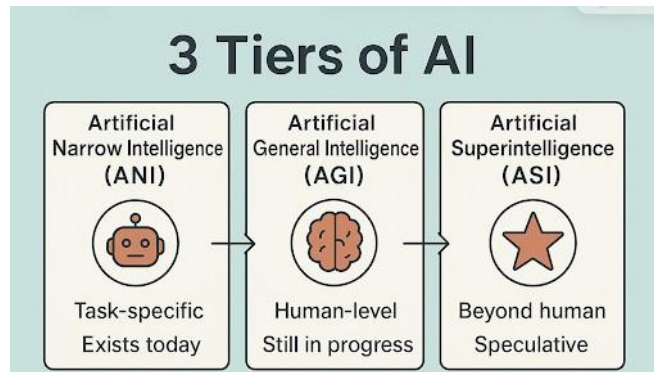 3 Tiers of AI
Artificial
Narrow Intelligence
(ANI)
Task-specific
Exists today
Artificial
General Intelligence
(AGI)
Human-level
Still in progress
Artificial
Superintelligence
(ASI)
Beyond human
Speculative